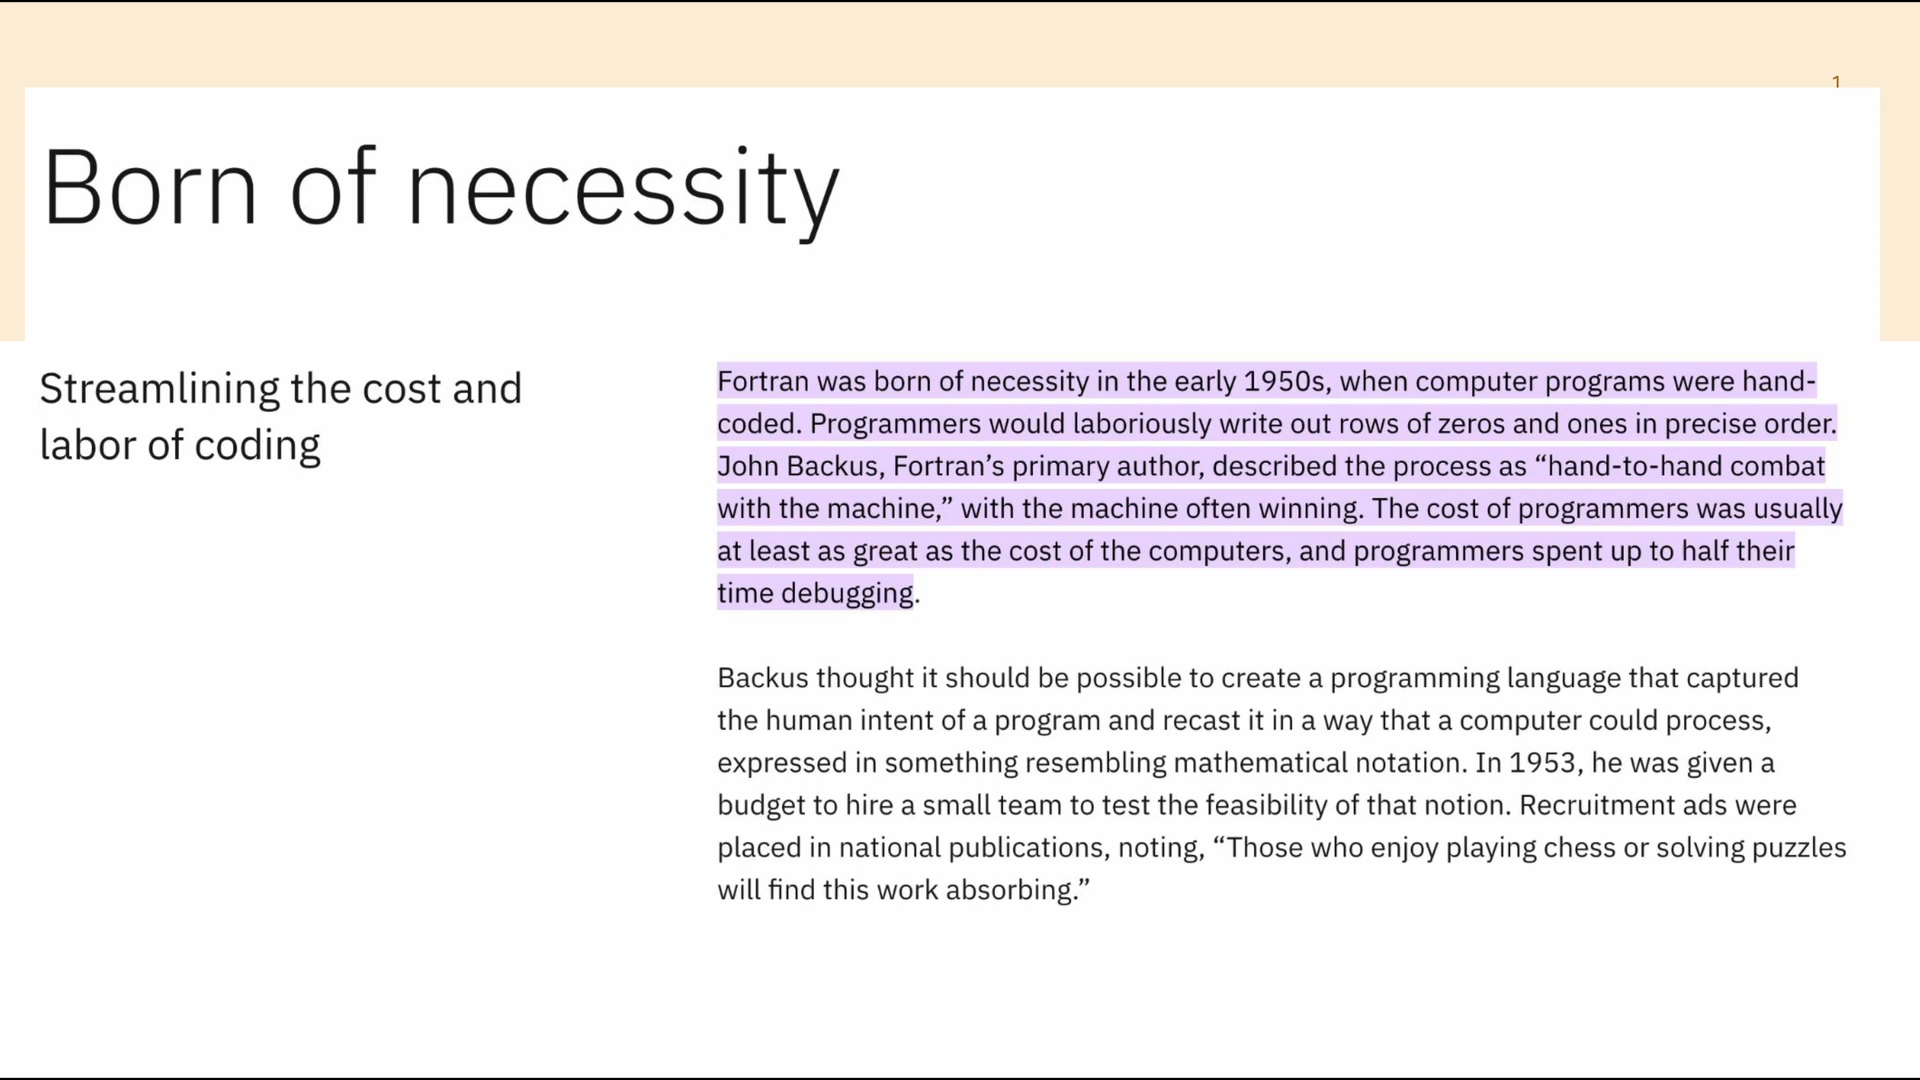 1
Born of necessity
Streamlining the cost and
labor of coding
Fortran was born of necessity in the early 1950s, when computer programs were hand-
coded. Programmers would laboriously write out rows of zeros and ones in precise order.
John Backus, Fortran’s primary author, described the process as “hand-to-hand combat
with the machine,” with the machine often winning. The cost of programmers was usually
at least as great as the cost of the computers, and programmers spent up to half their
time debugging.
Backus thought it should be possible to create a programming language that captured
the human intent of a program and recast it in a way that a computer could process,
expressed in something resembling mathematical notation. In 1953, he was given a
budget to hire a small team to test the feasibility of that notion. Recruitment ads were
placed in national publications, noting, “Those who enjoy playing chess or solving puzzles
will find this work absorbing.”